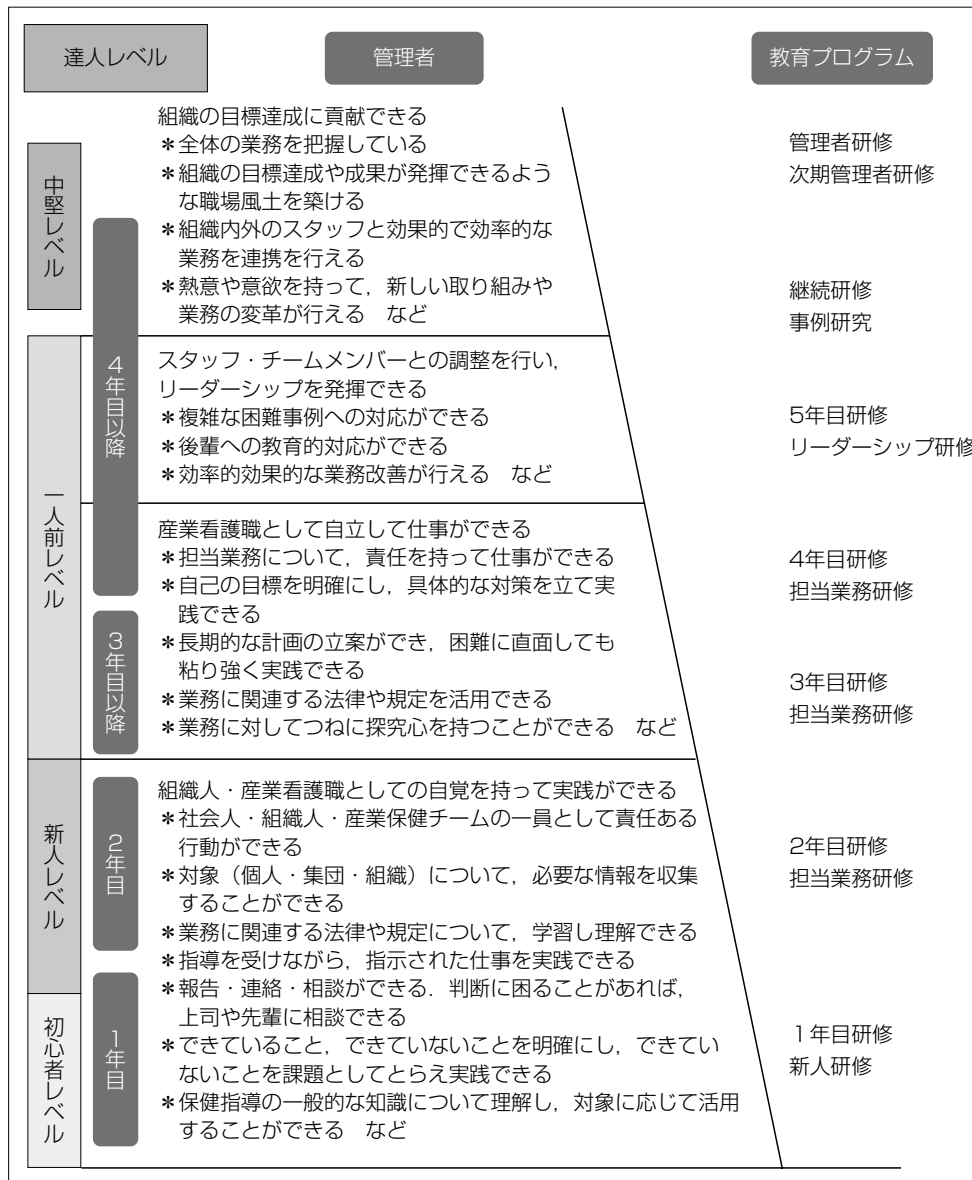 達人レベル
管理者
教育プログラム
中堅レベル
組織の目標達成に貢献できる
＊全体の業務を把握している
＊組織の目標達成や成果が発揮できるよう
な職場風土を築ける
＊組織内外のスタッフと効果的で効率的な
業務を連携を行える
＊熱意や意欲を持って，新しい取り組みや
業務の変革が行える　など
管理者研修
次期管理者研修
継続研修
事例研究
一人前レベル
4年目以降
スタッフ・チームメンバーとの調整を行い，
リーダーシップを発揮できる
＊複雑な困難事例への対応ができる
＊後輩への教育的対応ができる
＊効率的効果的な業務改善が行える　など
5年目研修
リーダーシップ研修
産業看護職として自立して仕事ができる
＊担当業務について，責任を持って仕事ができる
＊自己の目標を明確にし，具体的な対策を立て実
践できる
＊長期的な計画の立案ができ，困難に直面しても
粘り強く実践できる
＊業務に関連する法律や規定を活用できる
＊業務に対してつねに探究心を持つことができる　など
3年目以降
4年目研修
担当業務研修
3年目研修
担当業務研修
新人レベル
2年目
組織人・産業看護職としての自覚を持って実践ができる
＊社会人・組織人・産業保健チームの一員として責任ある
行動ができる
＊対象（個人・集団・組織）について，必要な情報を収集
することができる
＊業務に関連する法律や規定について，学習し理解できる
＊指導を受けながら，指示された仕事を実践できる
＊報告・連絡・相談ができる．判断に困ることがあれば，
上司や先輩に相談できる
＊できていること，できていないことを明確にし，できてい
ないことを課題としてとらえ実践できる
＊保健指導の一般的な知識について理解し，対象に応じて活用
することができる　など
2年目研修
担当業務研修
初心者レベル
1年目
1年目研修
新人研修